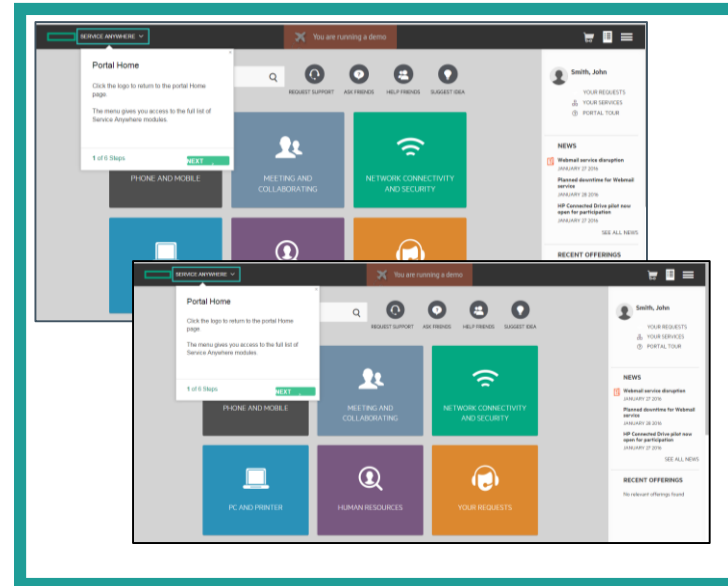 SERVICE ANYWHERE
You are running a demo
Portal Home
Click the logo to return to the portal Home
page.
The menu gives you access to the full list of
Service Anywhere modules.
1 of 6 Steps
NEXT
REQUEST SUPPORT
ASK FRIENDS
HELP FRIENDS
SUGGEST IDEA
PHONE AND MOBILE
MEETING AND
COLLABORATING
NETWORK CONNECTIVITY
AND SECURITY
Smith, John
YOUR REQUESTS
YOUR SERVICES
PORTAL TOUR
NEWS
Webmail service disruption
JANUARY 27 2016
Planned downtime for Webmail
service
JANUARY 28 2016
HP Connected Drive pilot now
open for participation
JANUARY 27 2016
SEE ALL NEWS
RECENT OFFERINGS
SERVICE ANYWHERE
You are running a demo
Portal Home
Click the logo to return to the portal Home
page.
The menu gives you access to the full list of
Service Anywhere modules.
1 of 6 Steps
NEXT
REQUEST SUPPORT
ASK FRIENDS
HELP FRIENDS
SUGGEST IDEA
PHONE AND MOBILE
MEETING AND
COLLABORATING
NETWORK CONNECTIVITY
AND SECURITY
PC AND PRINTER
HUMAN RESOURCES
YOUR REQUESTS
Smith, John
YOUR REQUESTS
YOUR SERVICES
PORTAL TOUR
NEWS
Webmail service disruption
JANUARY 27 2016
Planned downtime for Webmail
service
JANUARY 28 2016
HP Connected Drive pilot now
open for participation
JANUARY 27 2016
SEE ALL NEWS
RECENT OFFERINGS
No relevant offerings found